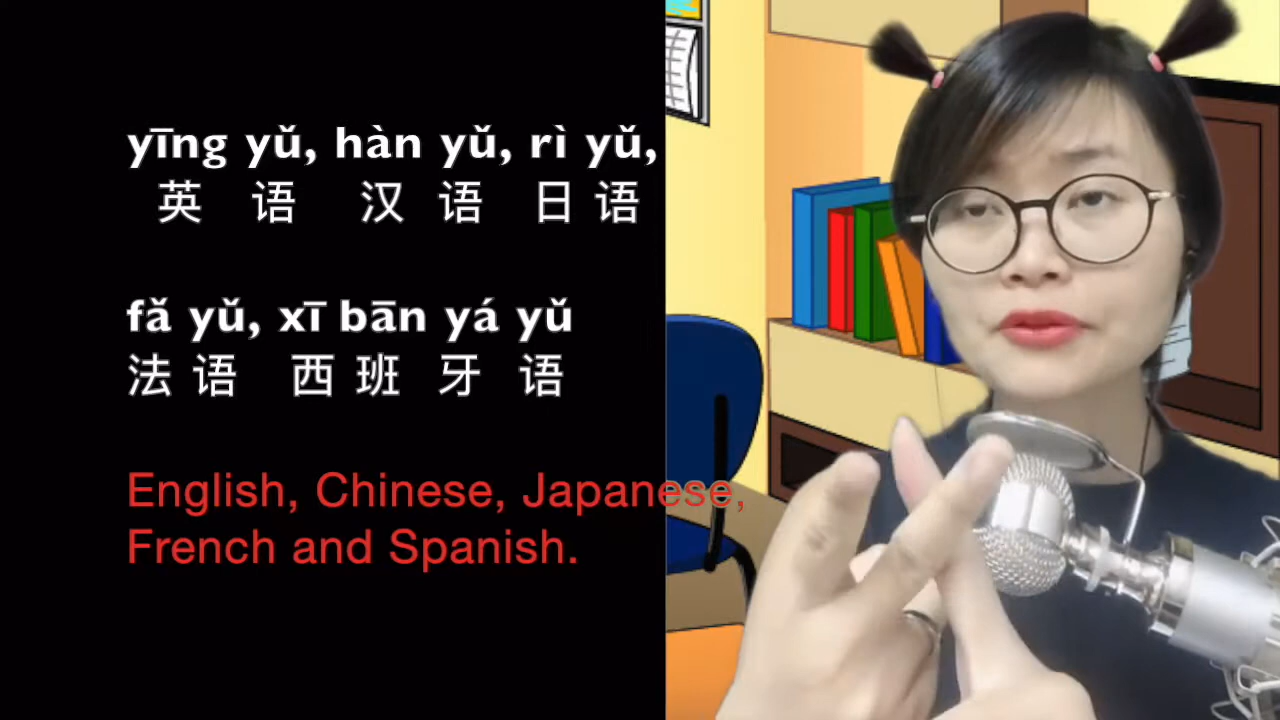 yīng yǔ, hàn yǔ, rì yǔ,
英 语 汉 语 日 语
fǎ yǔ, xī bān yá yǔ
法 语 西 班 牙 语
English, Chinese, Japanese,
French and Spanish.